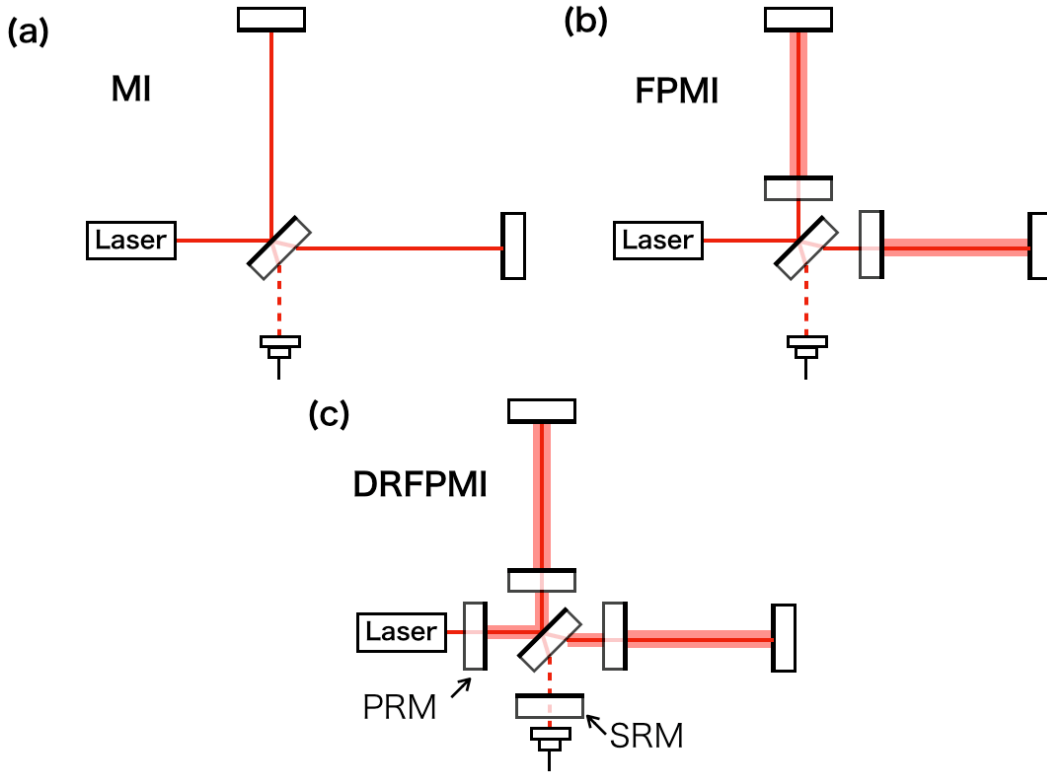 (a)
MI
Laser
(b)
FPMI
Laser
(c)
DRFPMI
Laser
PRM
SRM